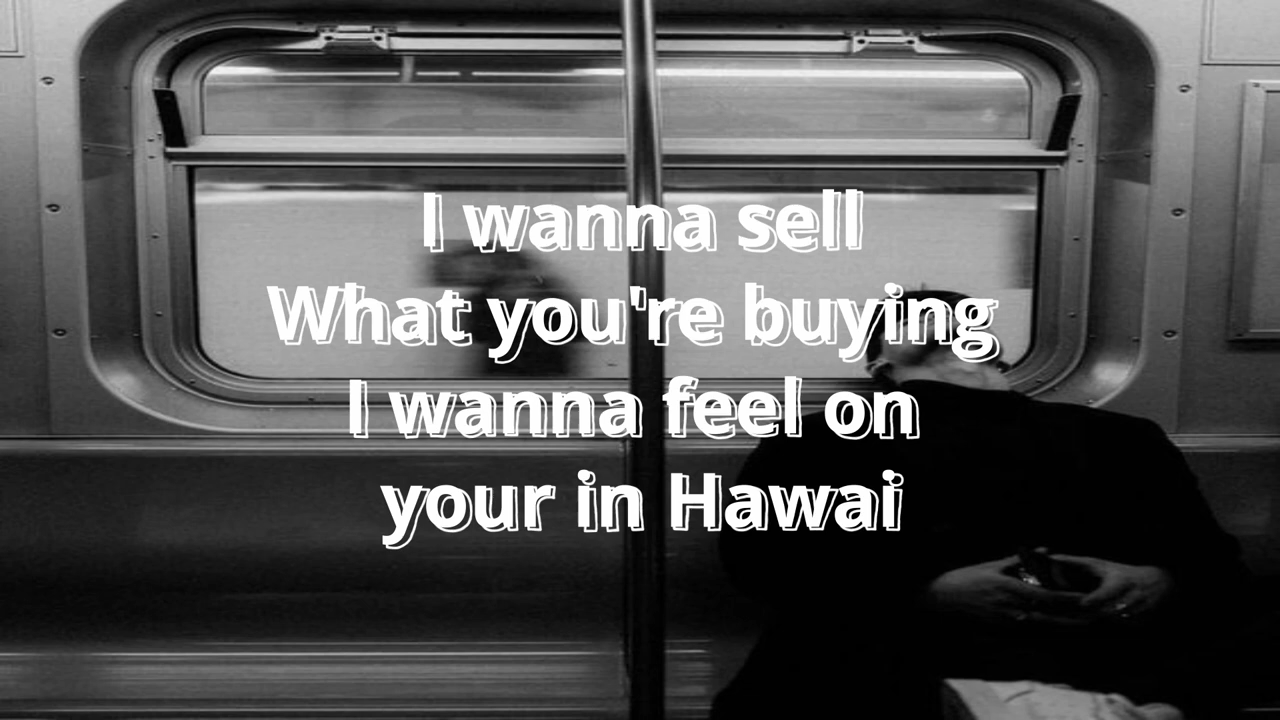 I wanna sell
What you're buying
I wanna feel on
your in Hawai